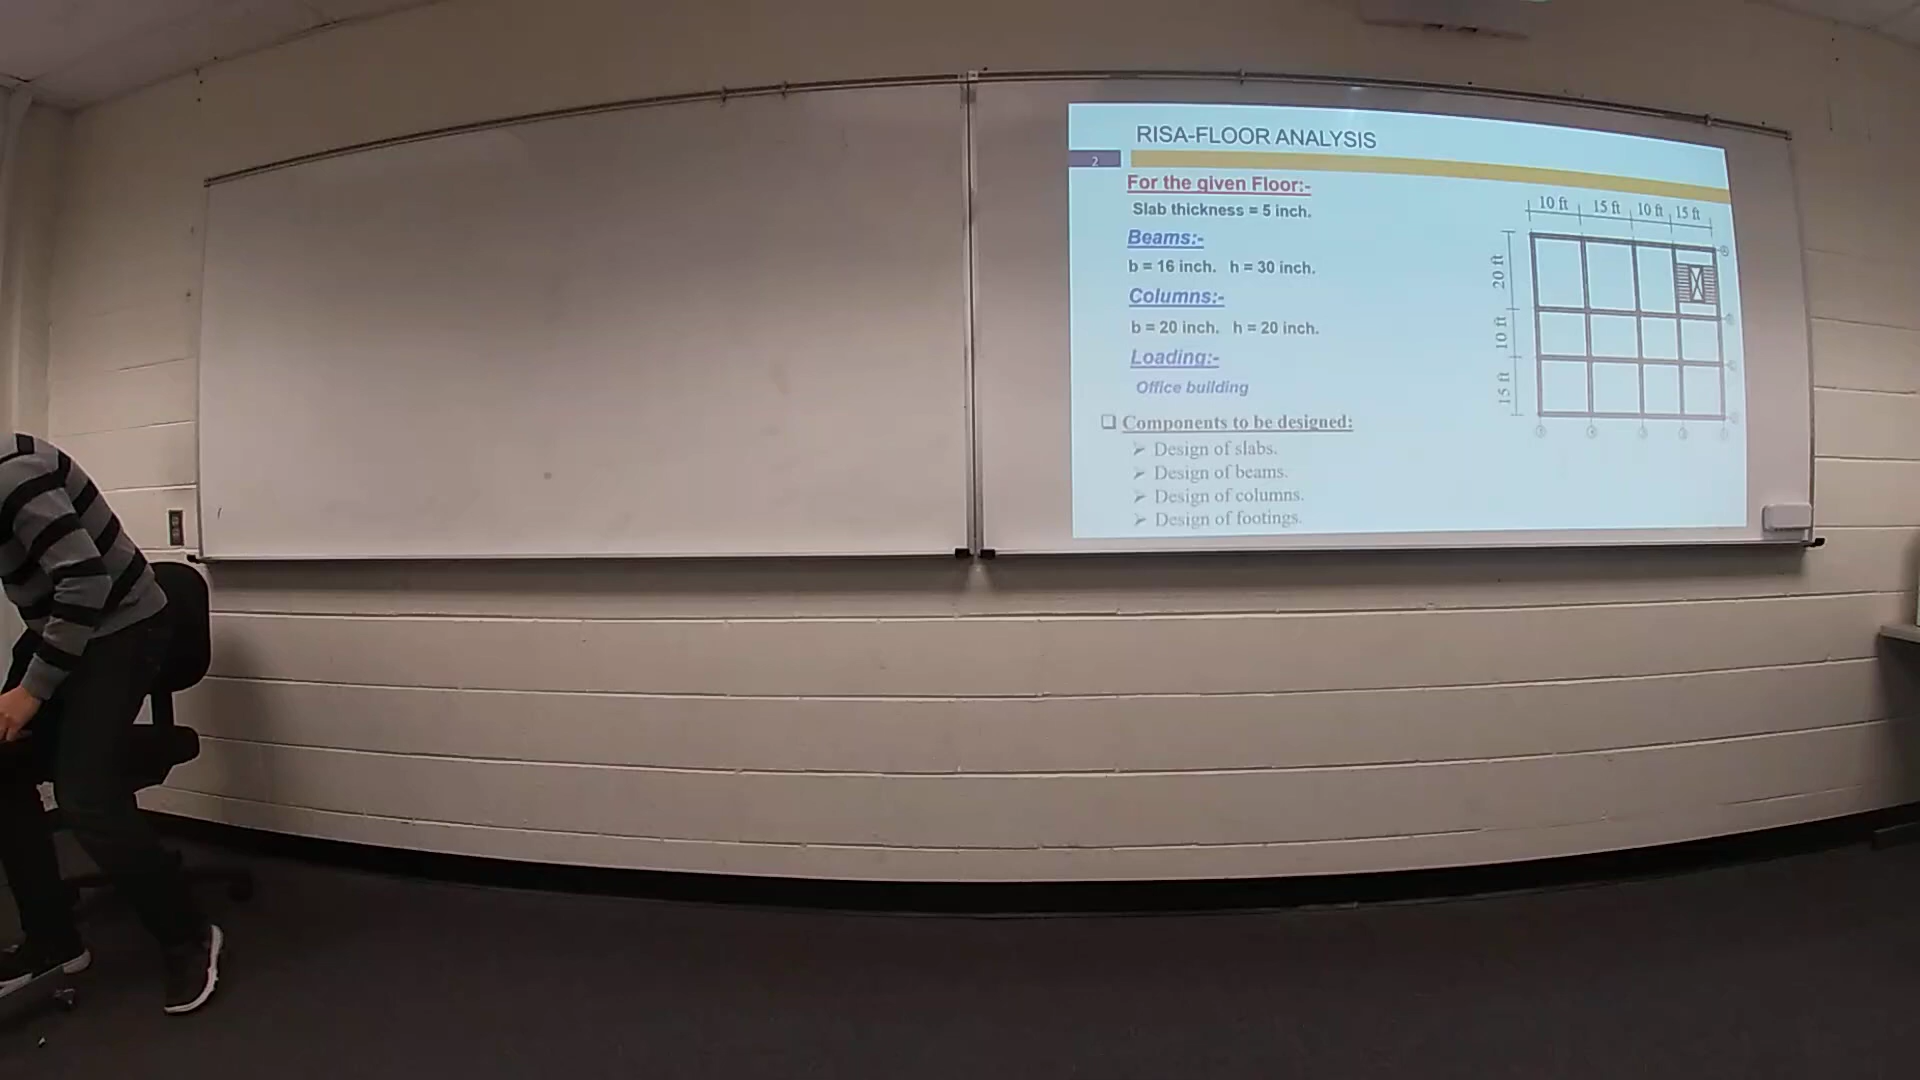 RISA-FLOOR ANALYSIS
2
For the given Floor:-
Slab thickness = 5 inch.
Beams:-
b = 16 inch. h = 30 inch.
Columns:-
b = 20 inch. h = 20 inch.
Loading:-
Office building
Components to be designed:
Design of slabs.
Design of beams.
Design of columns.
Design of footings.
10 ft 15 ft 10 ft 15 ft
20 ft
10 ft
15 ft